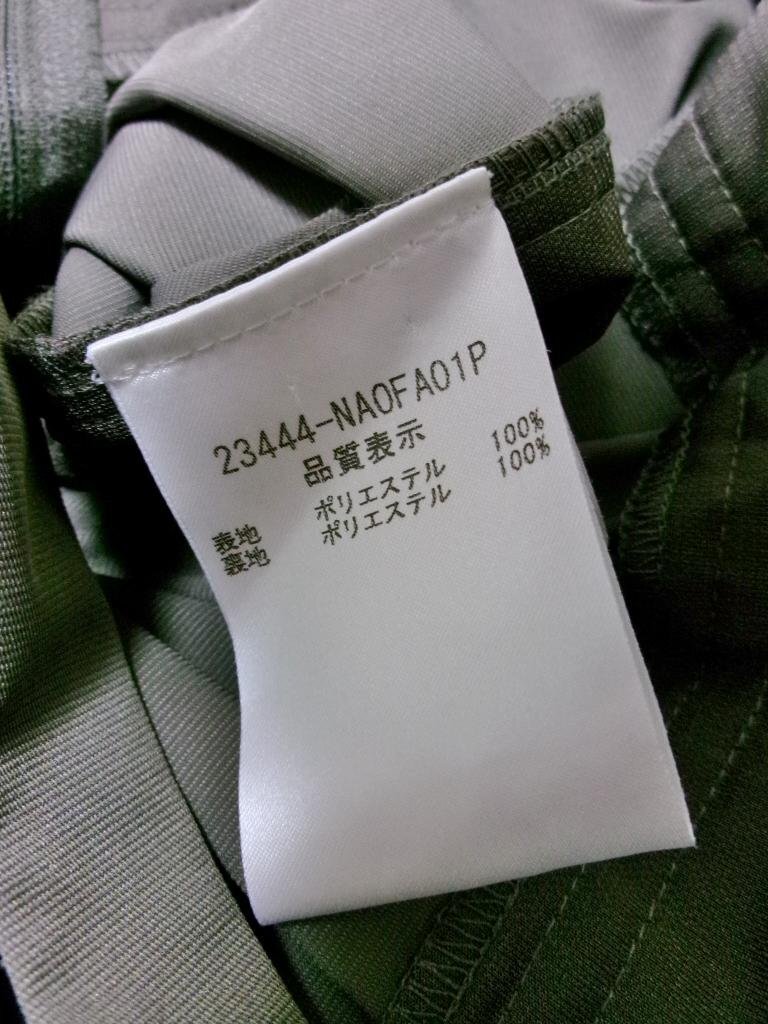 23444-NA0FA01P
品質表示
表地 ポリエステル 100%
裏地 ポリエステル 100%